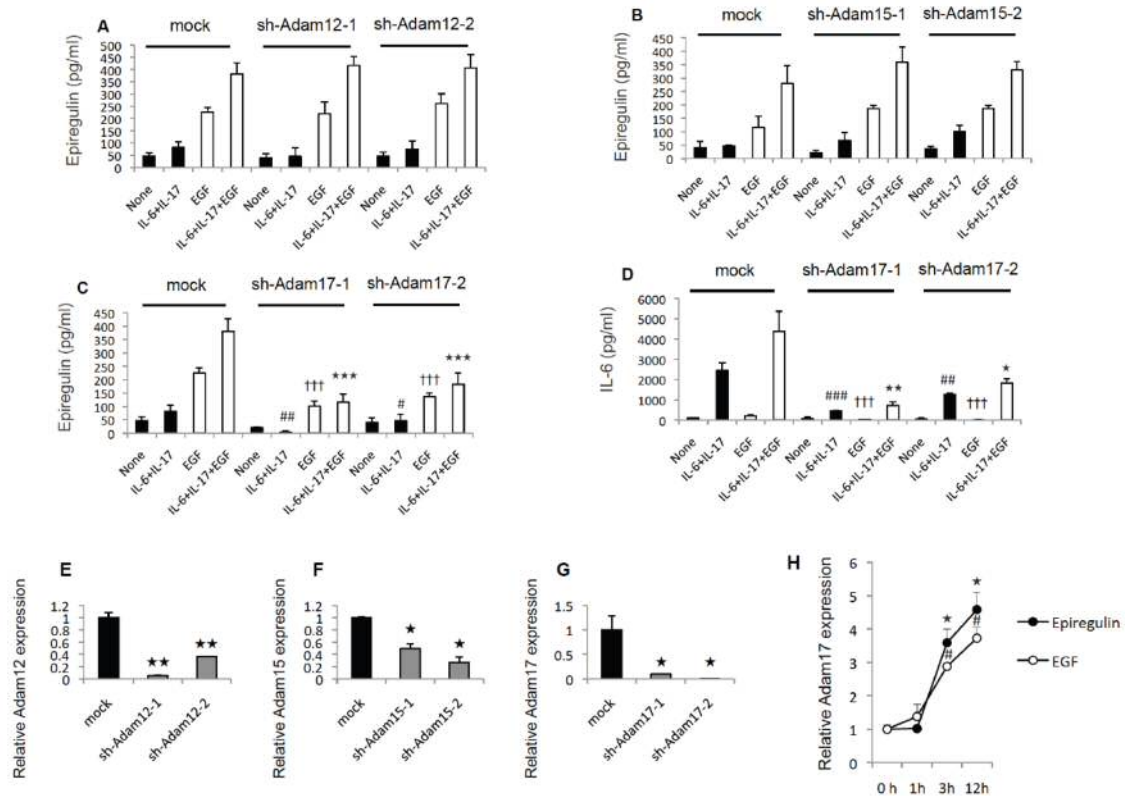 A
mock
sh-Adam12-1
sh-Adam12-2
Epiregulin (pg/ml)
500
450
400
350
300
250
200
150
100
50
0
None
IL-6+IL-17
EGF
IL-6+IL-17+EGF
None
IL-6+IL-17
EGF
IL-6+IL-17+EGF
None
IL-6+IL-17
EGF
IL-6+IL-17+EGF
B
mock
sh-Adam15-1
sh-Adam15-2
Epiregulin (pg/ml)
450
400
350
300
250
200
150
100
50
0
None
IL-6+IL-17
EGF
IL-6+IL-17+EGF
None
IL-6+IL-17
EGF
IL-6+IL-17+EGF
None
IL-6+IL-17
EGF
IL-6+IL-17+EGF
C
mock
sh-Adam17-1
sh-Adam17-2
Epiregulin (pg/ml)
450
400
350
300
250
200
150
100
50
0
##
†††
★★★
#
†††
★★★
None
IL-6+IL-17
EGF
IL-6+IL-17+EGF
None
IL-6+IL-17
EGF
IL-6+IL-17+EGF
None
IL-6+IL-17
EGF
IL-6+IL-17+EGF
D
mock
sh-Adam17-1
sh-Adam17-2
IL-6 (pg/ml)
6000
5000
4000
3000
2000
1000
0
###
†††
★★
##
†††
★
None
IL-6+IL-17
EGF
IL-6+IL-17+EGF
None
IL-6+IL-17
EGF
IL-6+IL-17+EGF
None
IL-6+IL-17
EGF
IL-6+IL-17+EGF
E
Relative Adam12 expression
1.2
1
0.8
0.6
0.4
0.2
0
★★
★★
mock
sh-Adam12-1
sh-Adam12-2
F
Relative Adam15 expression
1.2
1
0.8
0.6
0.4
0.2
0
★
★
mock
sh-Adam15-1
sh-Adam15-2
G
Relative Adam17 expression
1.5
1
0.5
0
★
★
mock
sh-Adam17-1
sh-Adam17-2
H
Relative Adam17 expression
6
5
4
3
2
1
0
★
#
★
#
0 h
1h
3h
12h
Epiregulin
EGF